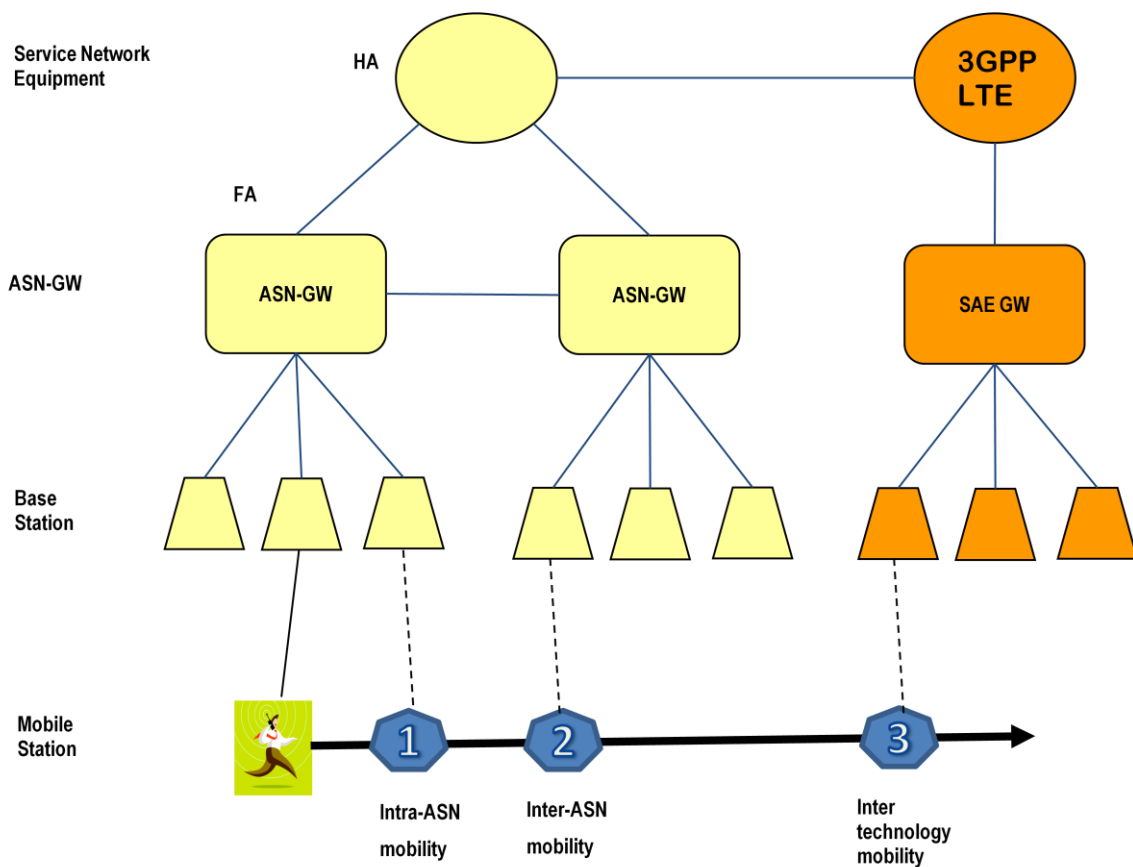 Service Network
Equipment
HA
3GPP
LTE
FA
ASN-GW
ASN-GW
ASN-GW
SAE GW
Base
Station
Mobile
Station
1
2
3
Intra-ASN
mobility
Inter-ASN
mobility
Inter
technology
mobility